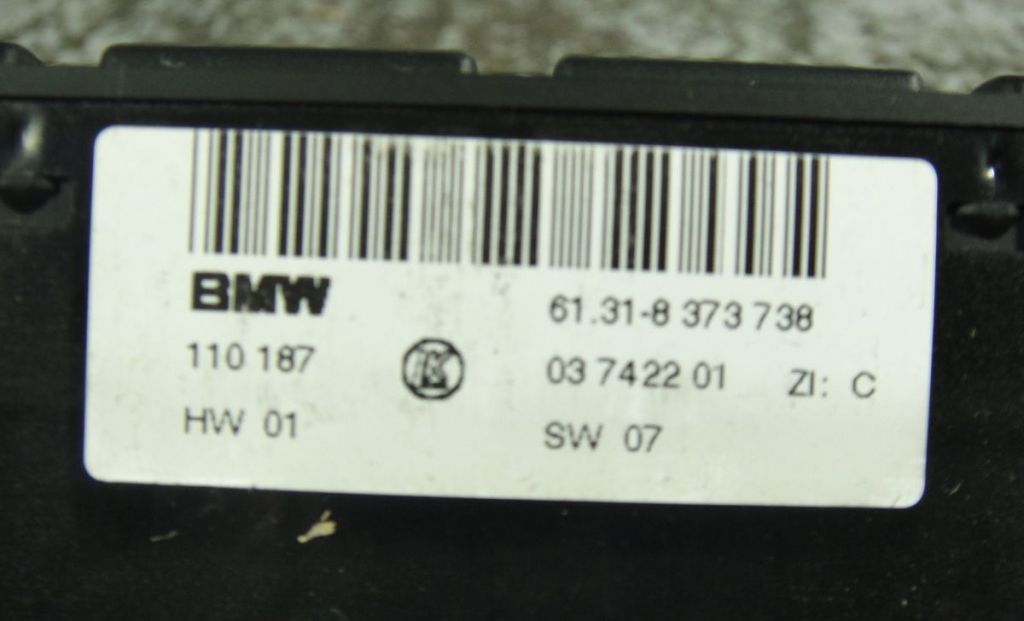 BMW 61.31-8 373 738
110 187 K 03 7422 01 ZI: C
HW 01 SW 07